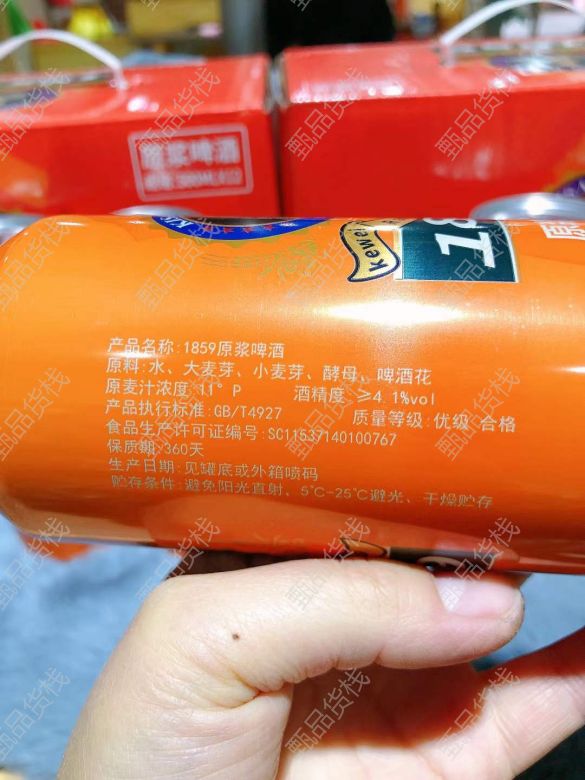 原浆啤酒
Kewei
18
原
产品名称:1859原浆啤酒
原料:水、大麦芽、小麦芽、酵母、啤酒花
原麦汁浓度:11°P 酒精度:≥4.1%vol
产品执行标准:GB/T4927 质量等级:优级 合格
食品生产许可证编号:SC11537140100767
保质期:360天
生产日期:见罐底或外箱喷码
贮存条件:避免阳光直射、5℃-25℃避光、干燥贮存
甄品货栈